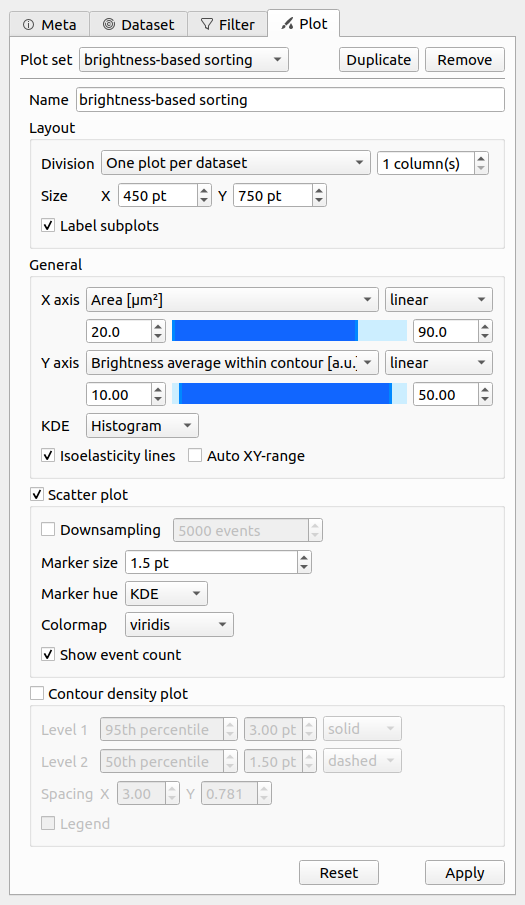 Meta Dataset Filter Plot
Plot set brightness-based sorting Duplicate Remove
Name brightness-based sorting
Layout
Division One plot per dataset 1 column(s)
Size X 450 pt Y 750 pt
Label subplots
General
X axis Area [µm²] linear
20.0 90.0
Y axis Brightness average within contour [a.u.] linear
10.00 50.00
KDE Histogram
Isoelasticity lines Auto XY-range
Scatter plot
Downsampling 5000 events
Marker size 1.5 pt
Marker hue KDE
Colormap viridis
Show event count
Contour density plot
Level 1 95th percentile 3.00 pt solid
Level 2 50th percentile 1.50 pt dashed
Spacing X 3.00 Y 0.781
Legend
Reset Apply